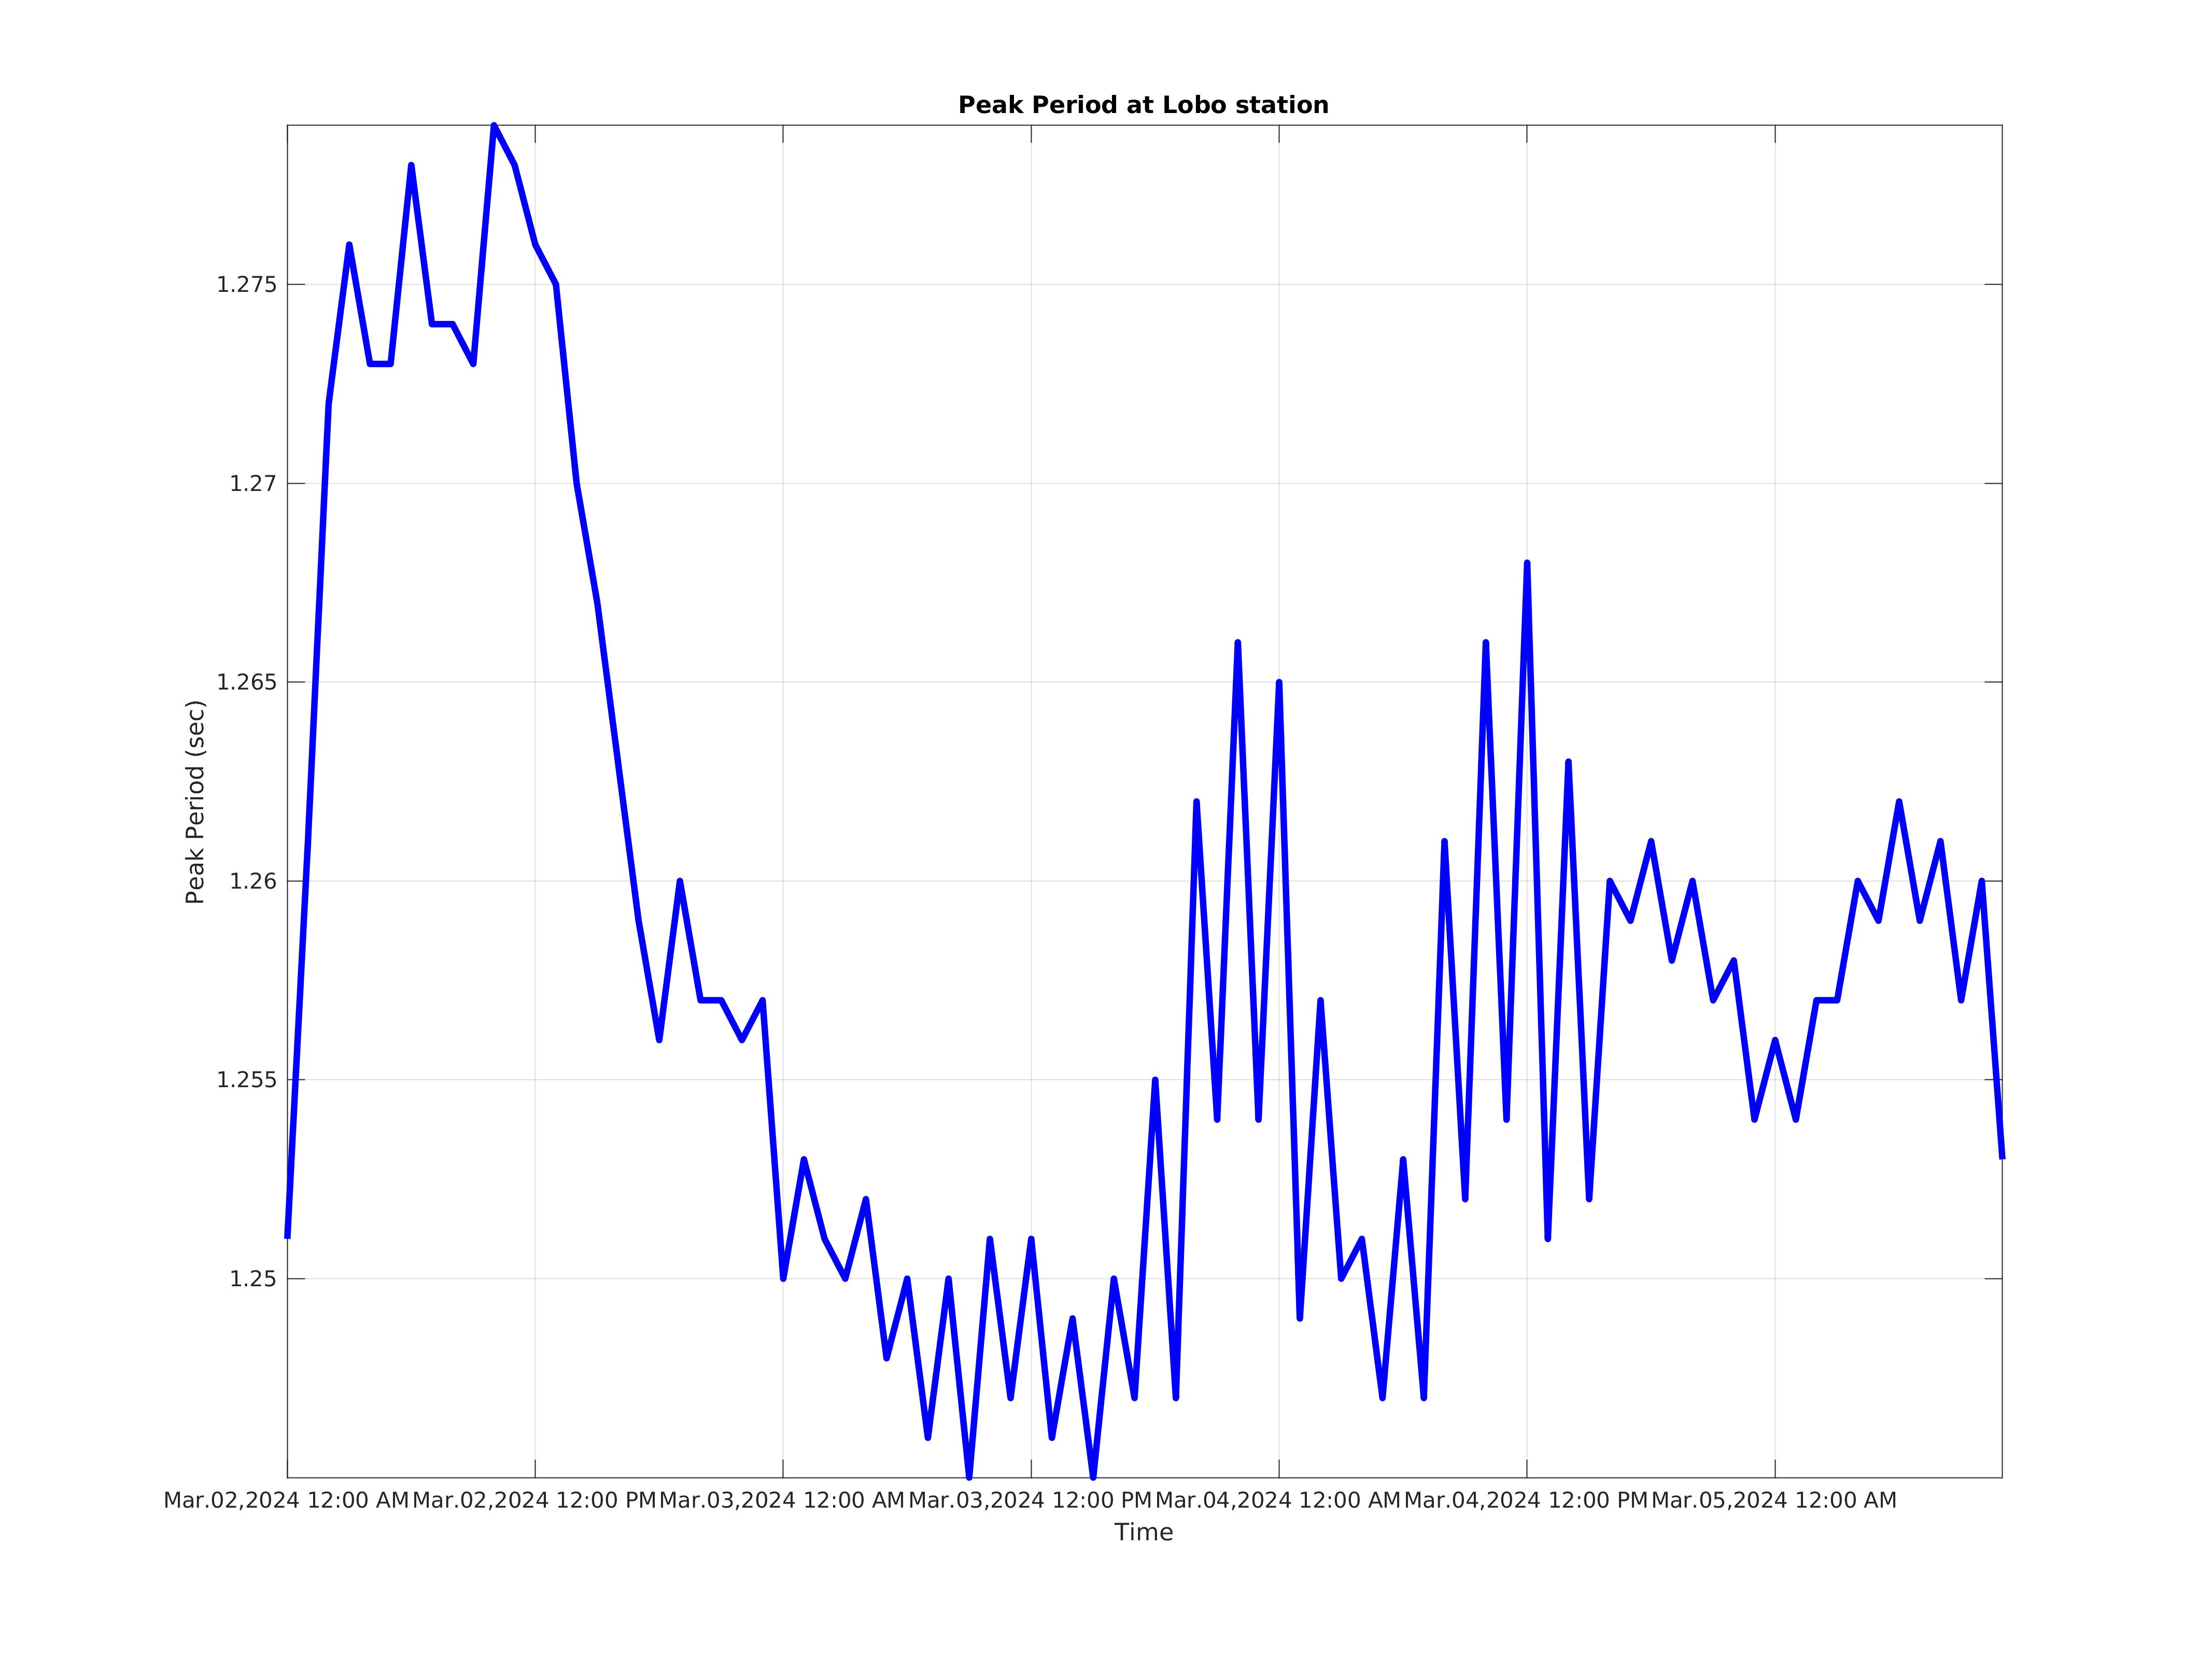 Peak Period at Lobo station
1.275
1.27
1.265
1.26
1.255
1.25
Peak Period (sec)
Mar.02,2024 12:00 AM Mar.02,2024 12:00 PM Mar.03,2024 12:00 AM Mar.03,2024 12:00 PM Mar.04,2024 12:00 AM Mar.04,2024 12:00 PM Mar.05,2024 12:00 AM
Time